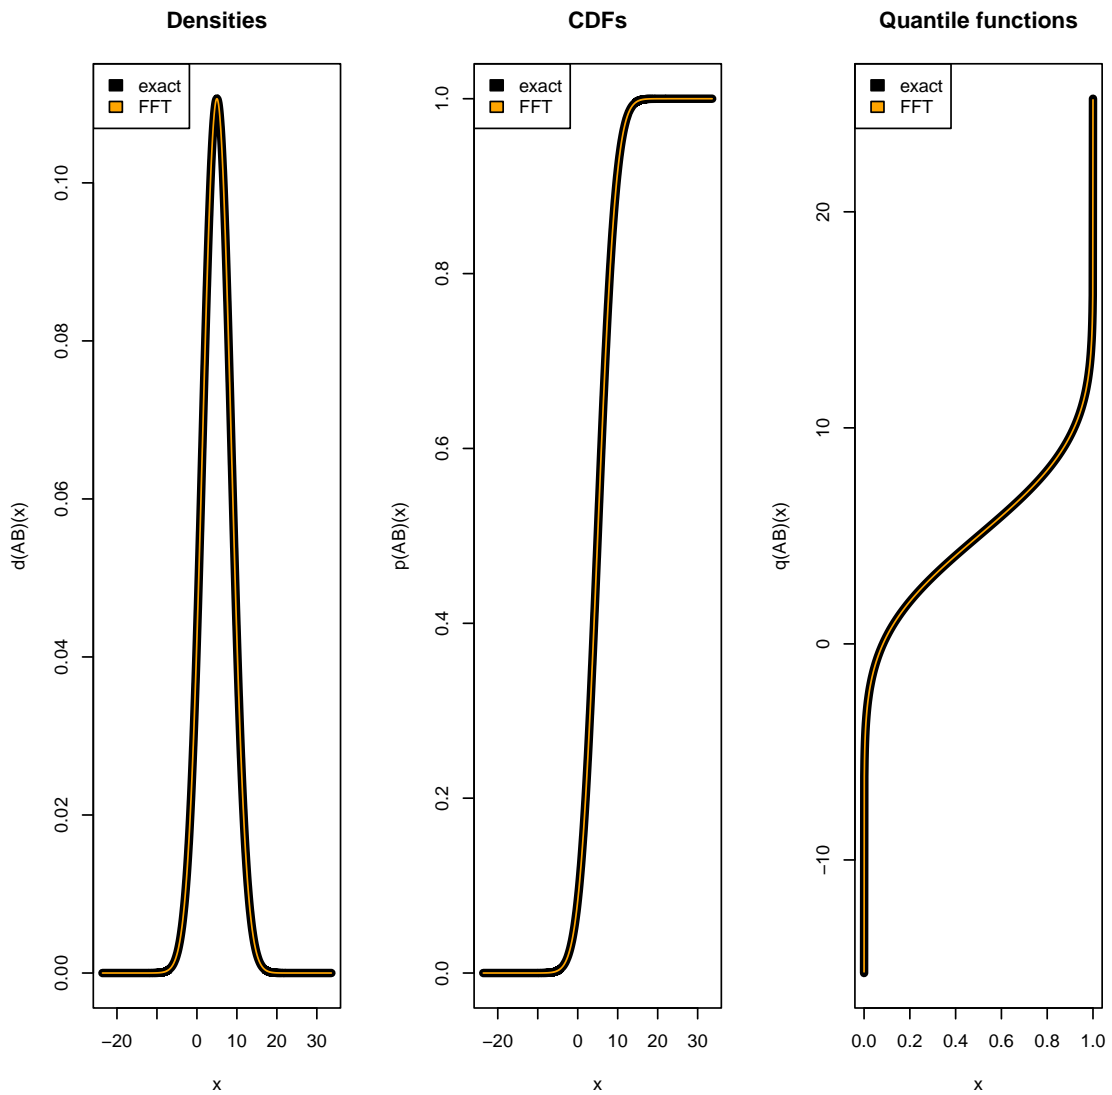 Densities
exact
FFT
d(AB)(x)
0.00
0.02
0.04
0.06
0.08
0.10
−20
0
10
20
30
x
CDFs
exact
FFT
p(AB)(x)
0.0
0.2
0.4
0.6
0.8
1.0
−20
0
10
20
30
x
Quantile functions
exact
FFT
q(AB)(x)
−10
0
10
20
0.0
0.2
0.4
0.6
0.8
1.0
x